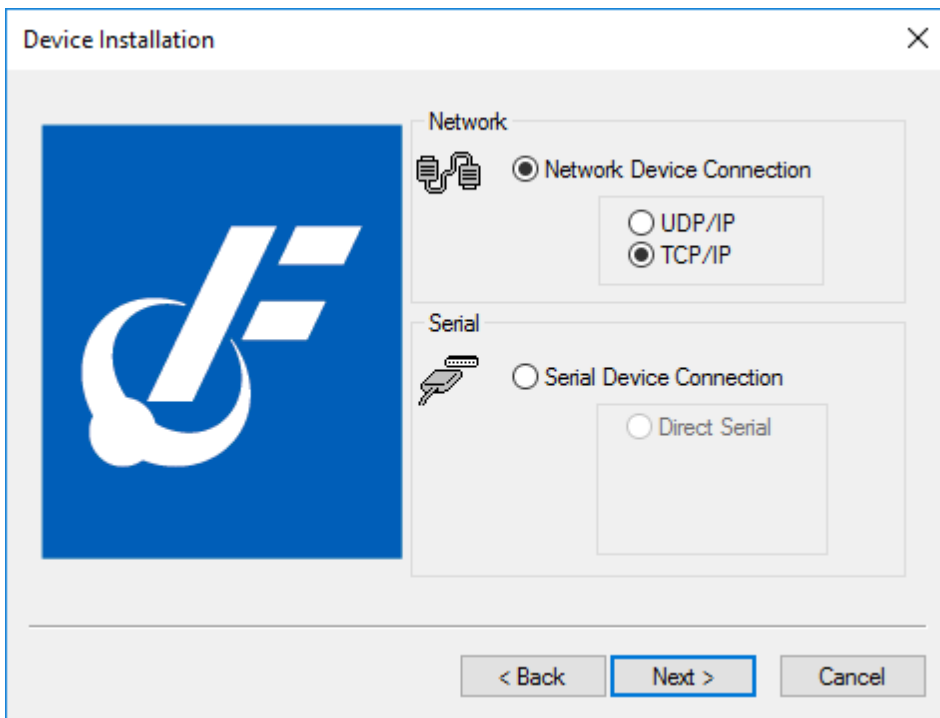 Device Installation
Network
Network Device Connection
UDP/IP
TCP/IP
Serial
Serial Device Connection
Direct Serial
< Back
Next >
Cancel